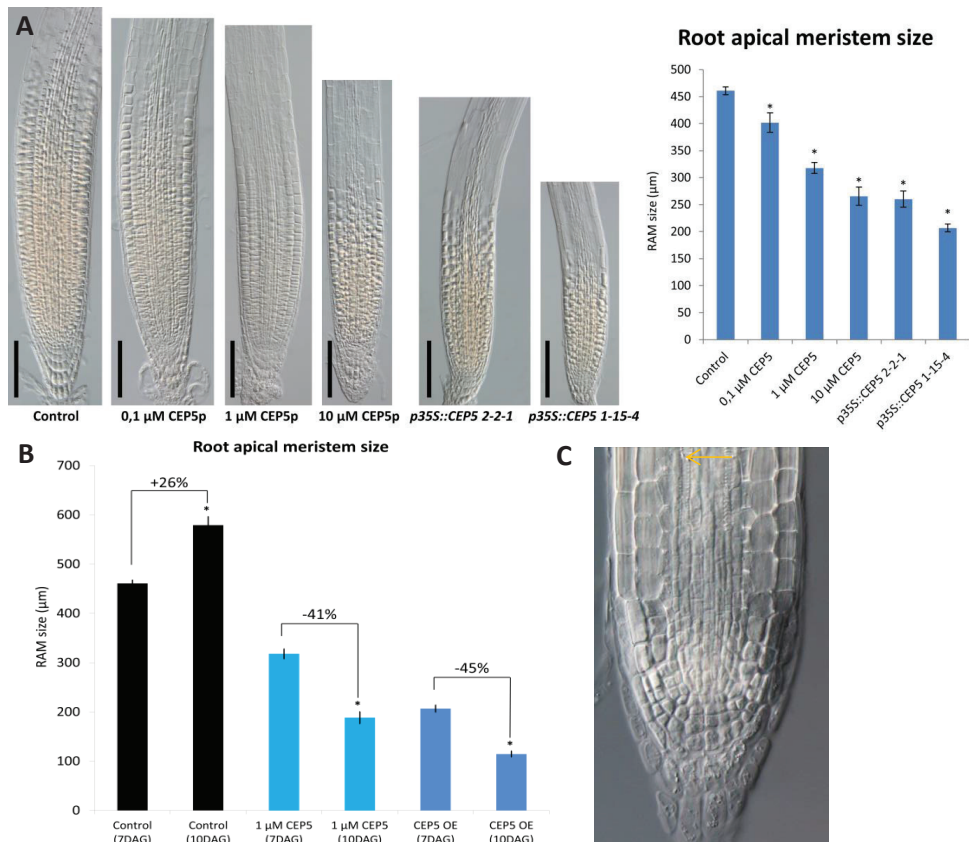 A
Control
0,1 µM CEP5p
1 µM CEP5p
10 µM CEP5p
p35S::CEP5 2-2-1
p35S::CEP5 1-15-4
Root apical meristem size
RAM size (µm)
500
450
400
350
300
250
200
150
100
50
0
*
*
*
*
*
Control
0,1 µM CEP5
1 µM CEP5
10 µM CEP5
p35S::CEP5 2-2-1
p35S::CEP5 1-15-4
B
Root apical meristem size
RAM size (µm)
700
600
500
400
300
200
100
0
+26%
*
-41%
*
-45%
*
Control
(7DAG)
Control
(10DAG)
1 µM CEP5
(7DAG)
1 µM CEP5
(10DAG)
CEP5 OE
(7DAG)
CEP5 OE
(10DAG)
C